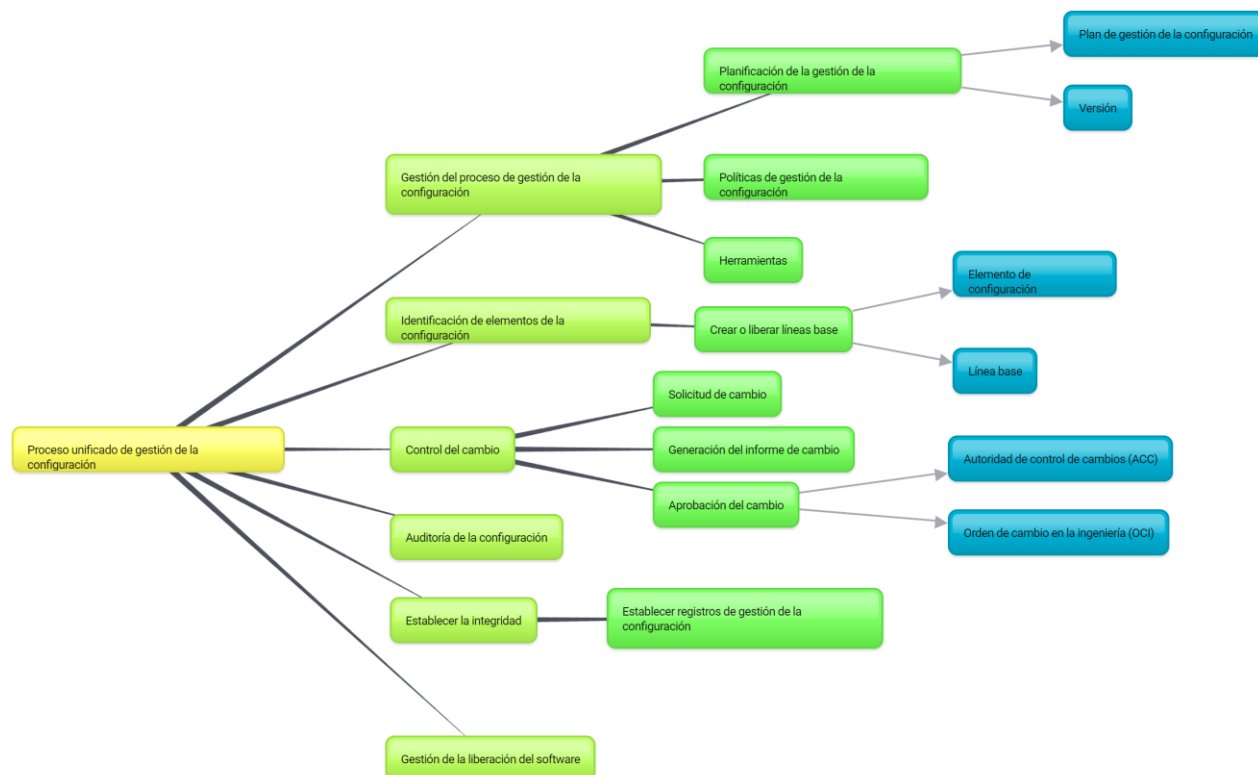 Plan de gestión de la configuración
Planificación de la gestión de la
configuración
Versión
Gestión del proceso de gestión de la
configuración
Políticas de gestión de la
configuración
Herramientas
Elemento de
configuración
Identificación de elementos de la
configuración
Crear o liberar líneas base
Línea base
Solicitud de cambio
Proceso unificado de gestión de la
configuración
Control del cambio
Generación del informe de cambio
Autoridad de control de cambios (ACC)
Aprobación del cambio
Auditoría de la configuración
Orden de cambio en la ingeniería (OCI)
Establecer la integridad
Establecer registros de gestión de la
configuración
Gestión de la liberación del software